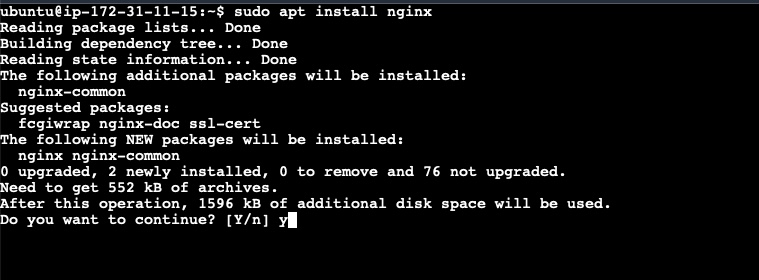 ubuntu@ip-172-31-11-15:~$ sudo apt install nginx
Reading package lists... Done
Building dependency tree... Done
Reading state information... Done
The following additional packages will be installed:
  nginx-common
Suggested packages:
  fcgiwrap nginx-doc ssl-cert
The following NEW packages will be installed:
  nginx nginx-common
0 upgraded, 2 newly installed, 0 to remove and 76 not upgraded.
Need to get 552 kB of archives.
After this operation, 1596 kB of additional disk space will be used.
Do you want to continue? [Y/n] y